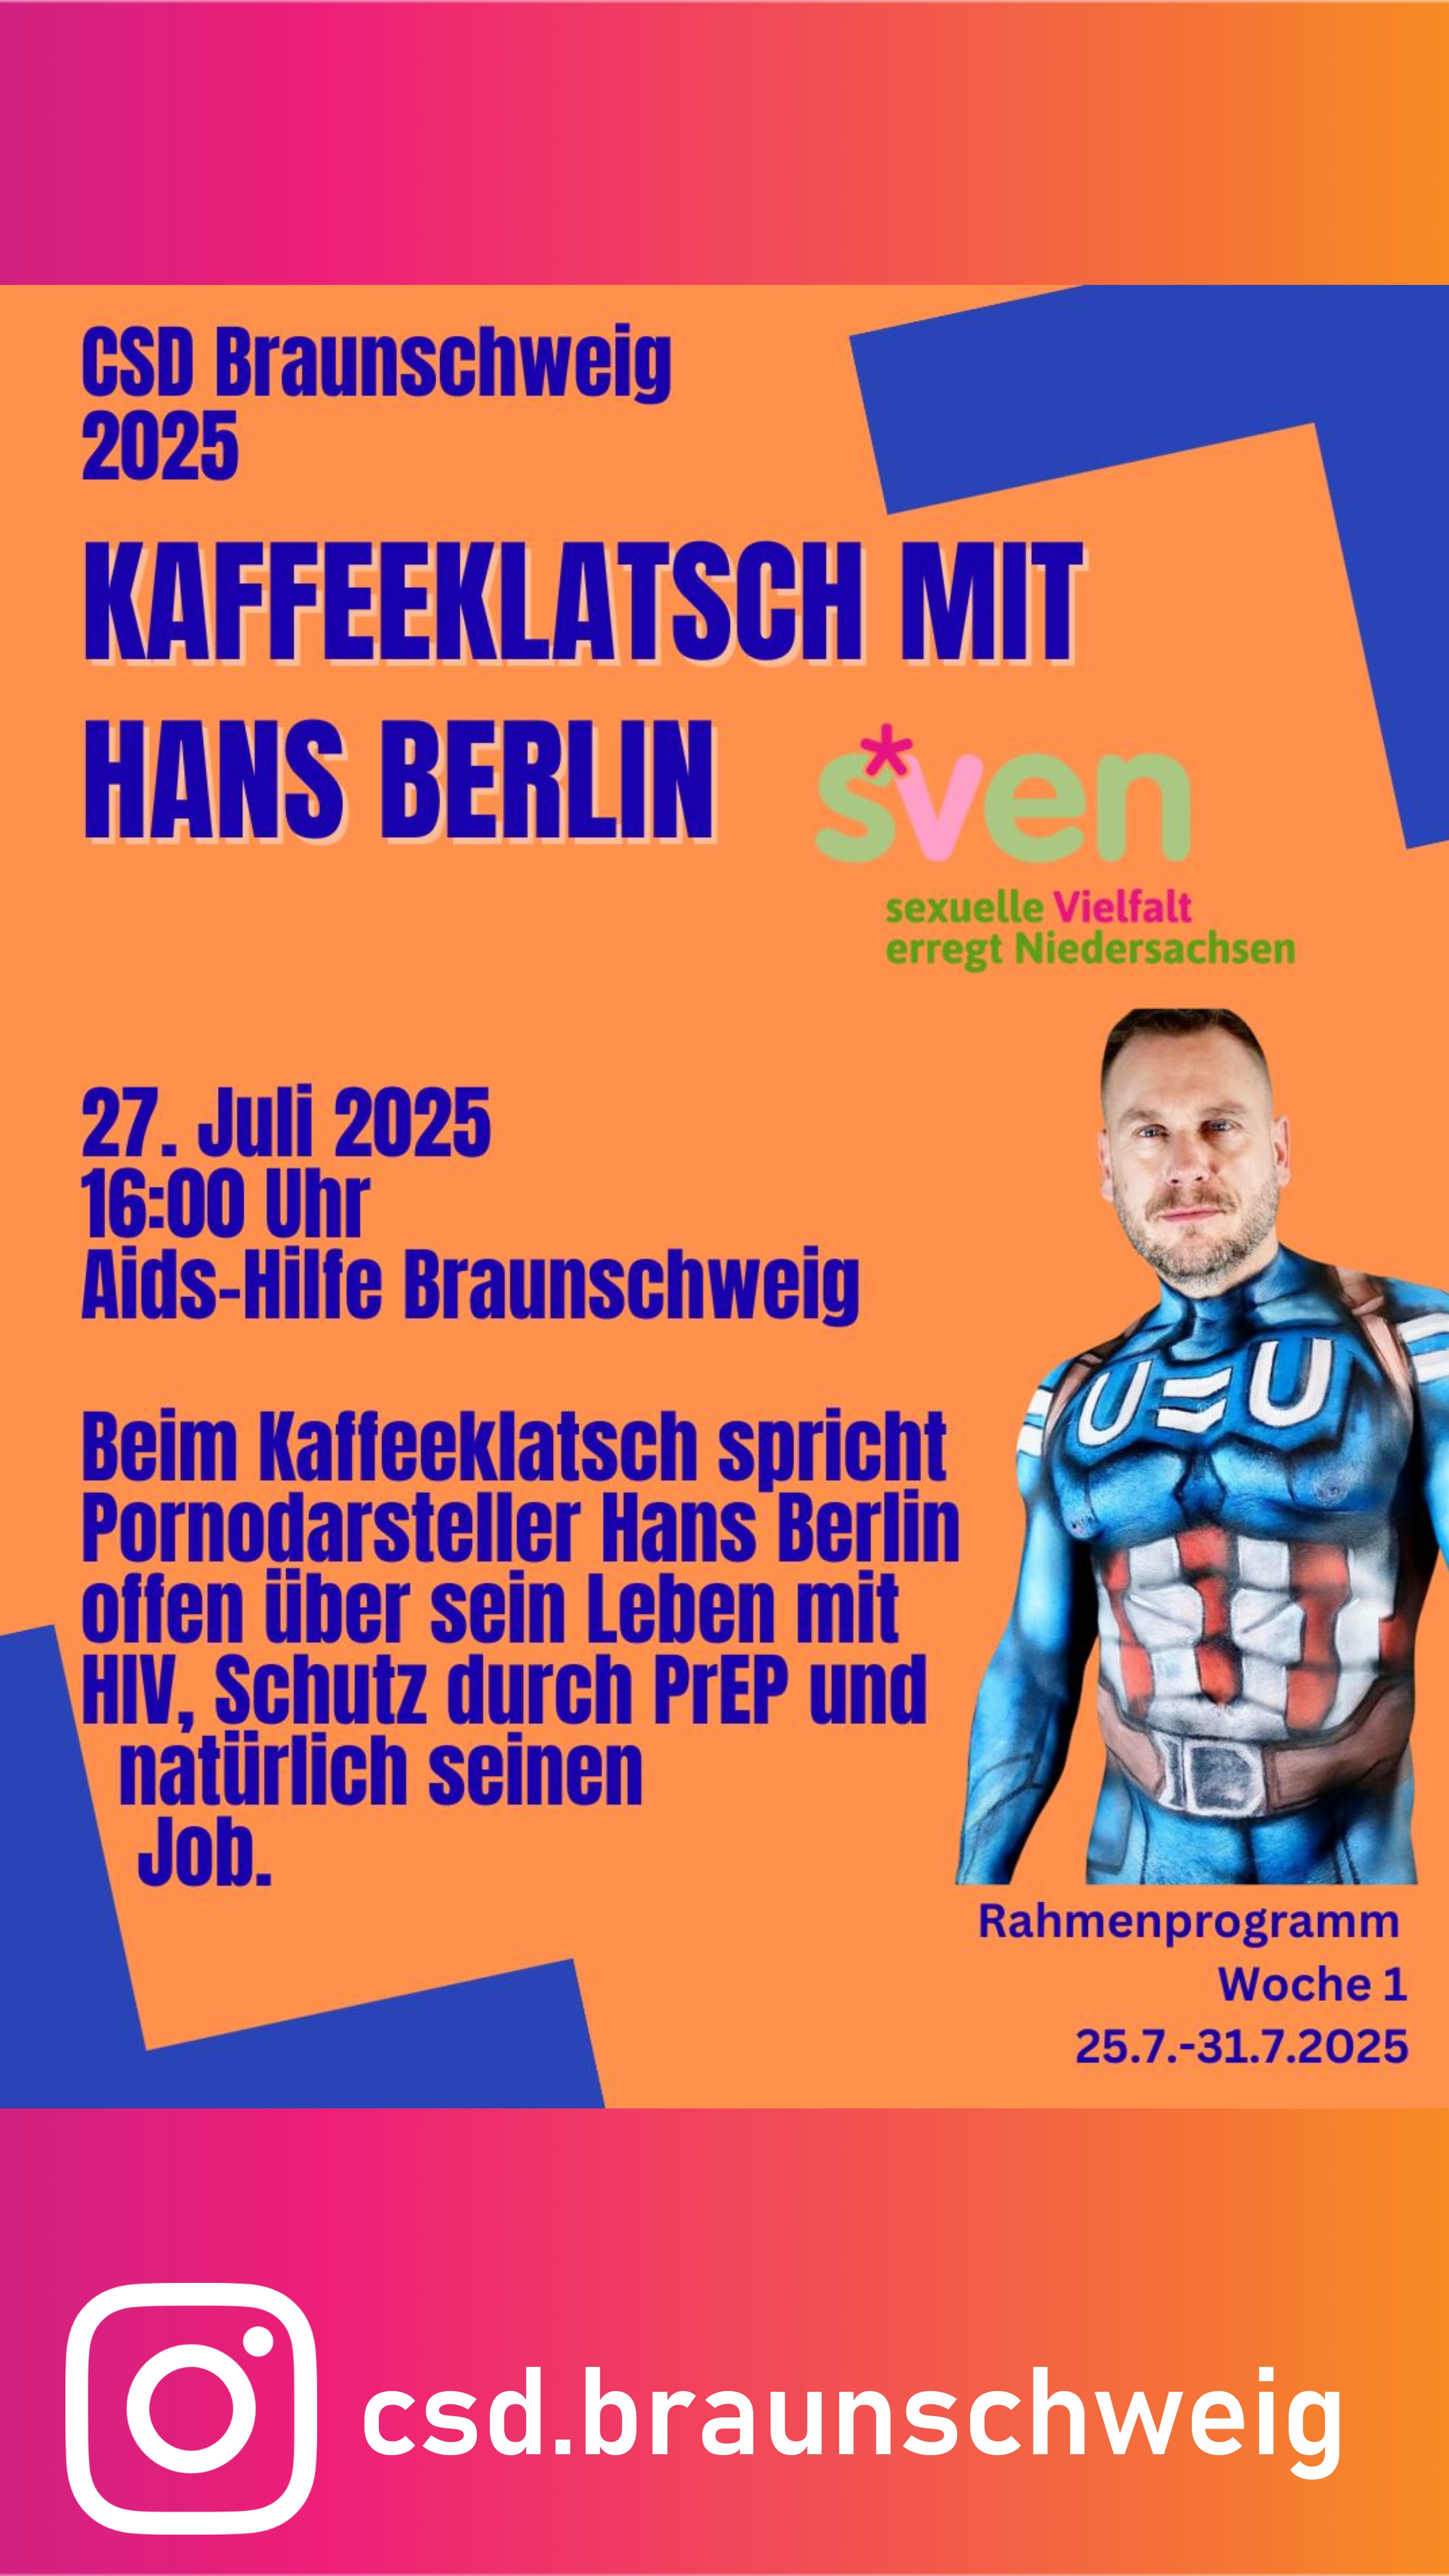 CSD Braunschweig
2025
KAFFEEKLATSCH MIT
HANS BERLIN
s*ven
sexuelle Vielfalt
erregt Niedersachsen
27. Juli 2025
16:00 Uhr
Aids-Hilfe Braunschweig
U=U
Beim Kaffeeklatsch spricht
Pornodarsteller Hans Berlin
offen über sein Leben mit
HIV, Schutz durch PrEP und
natürlich seinen
Job.
Rahmenprogramm
Woche 1
25.7.-31.7.2025
csd.braunschweig